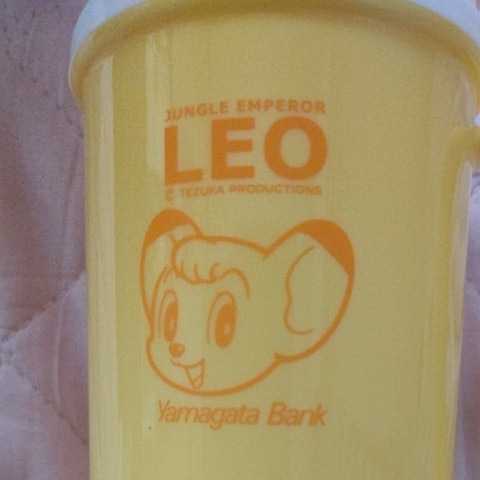 JUNGLE EMPEROR
LEO
© TEZUKA PRODUCTIONS
Yamagata Bank